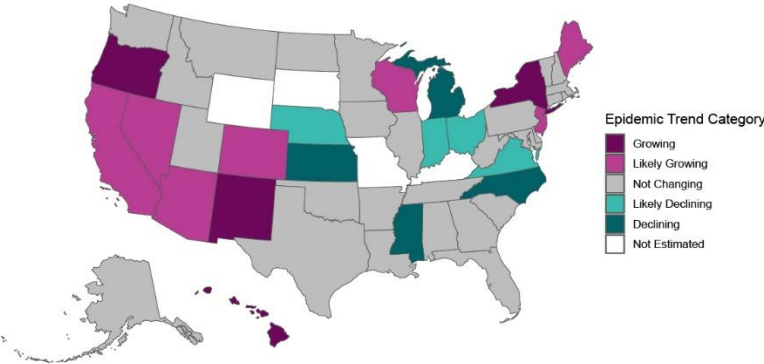 Epidemic Trend Category
Growing
Likely Growing
Not Changing
Likely Declining
Declining
Not Estimated